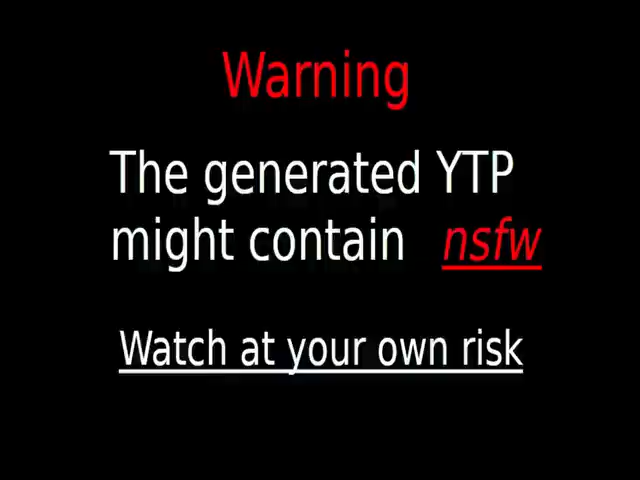 Warning
The generated YTP
might contain nsfw
Watch at your own risk